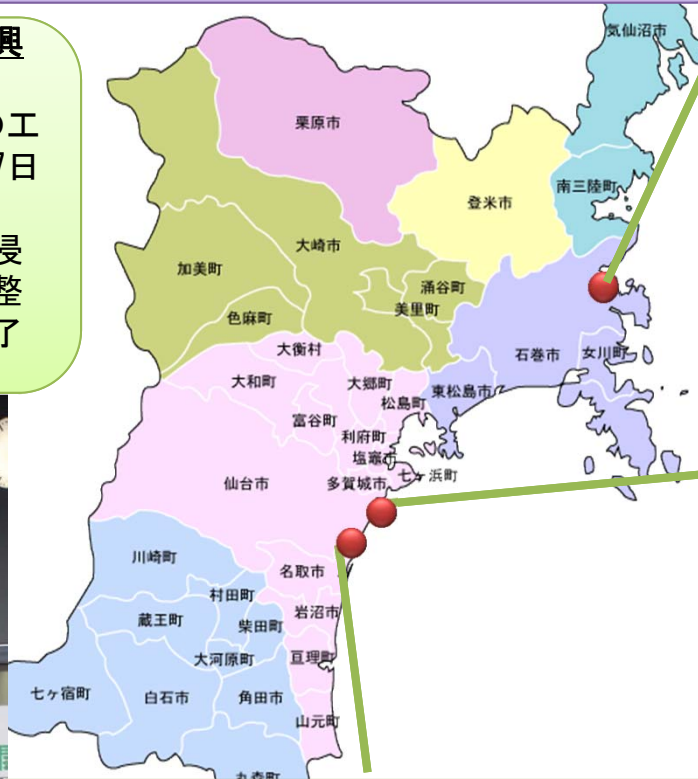 興
の工
7日
浸
整
了
気仙沼市
栗原市
南三陸町
登米市
大崎市
加美町
涌谷町
美里町
色麻町
大衡村
石巻市
女川町
大和町
大郷町
東松島市
松島町
富谷町
利府町
塩竈市
七ヶ浜町
仙台市
多賀城市
川崎町
名取市
村田町
岩沼市
蔵王町
柴田町
大河原町
亘理町
七ヶ宿町
白石市
角田市
山元町
丸森町